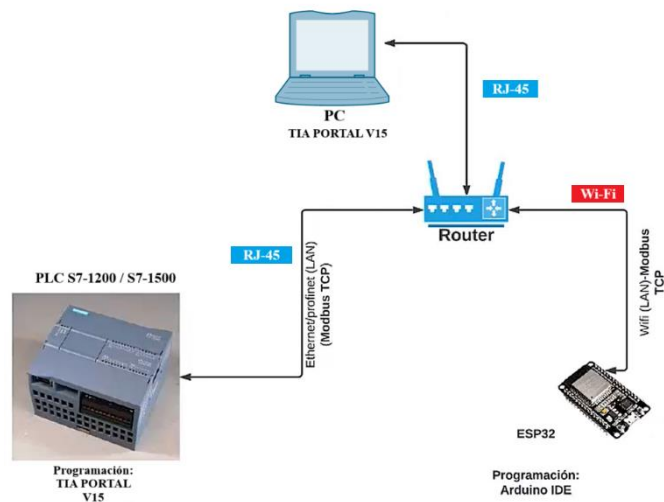 PC
TIA PORTAL V15
RJ-45
Wi-Fi
Router
RJ-45
PLC S7-1200 / S7-1500
Ethernet/profinet (LAN)
(Modbus TCP)
Wifi (LAN)-Modbus
TCP
ESP32
Programación:
TIA PORTAL
V15
Programación:
Arduino IDE